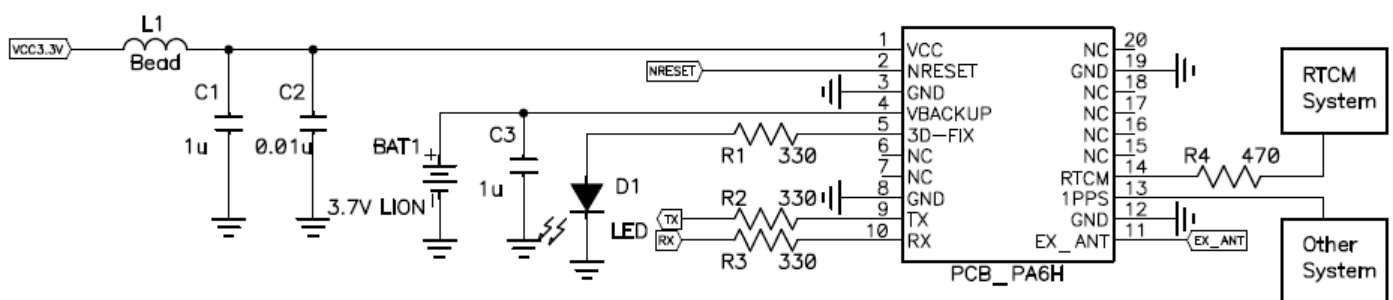 L1
VCC3.3V
Bead
C1
1u
C2
0.01u
BAT1
+
3.7V LION
C3
1u
D1
LED
NRESET
R1 330
R2 330
TX
RX
R3 330
1 VCC
2 NRESET
3 GND
4 VBACKUP
5 3D-FIX
6 NC
7 NC
8 GND
9 TX
10 RX
NC 20
GND 19
NC 18
NC 17
NC 16
NC 15
RTCM 14
1PPS 13
GND 12
EX_ANT 11
PCB_PA6H
R4 470
EX_ANT
RTCM
System
Other
System